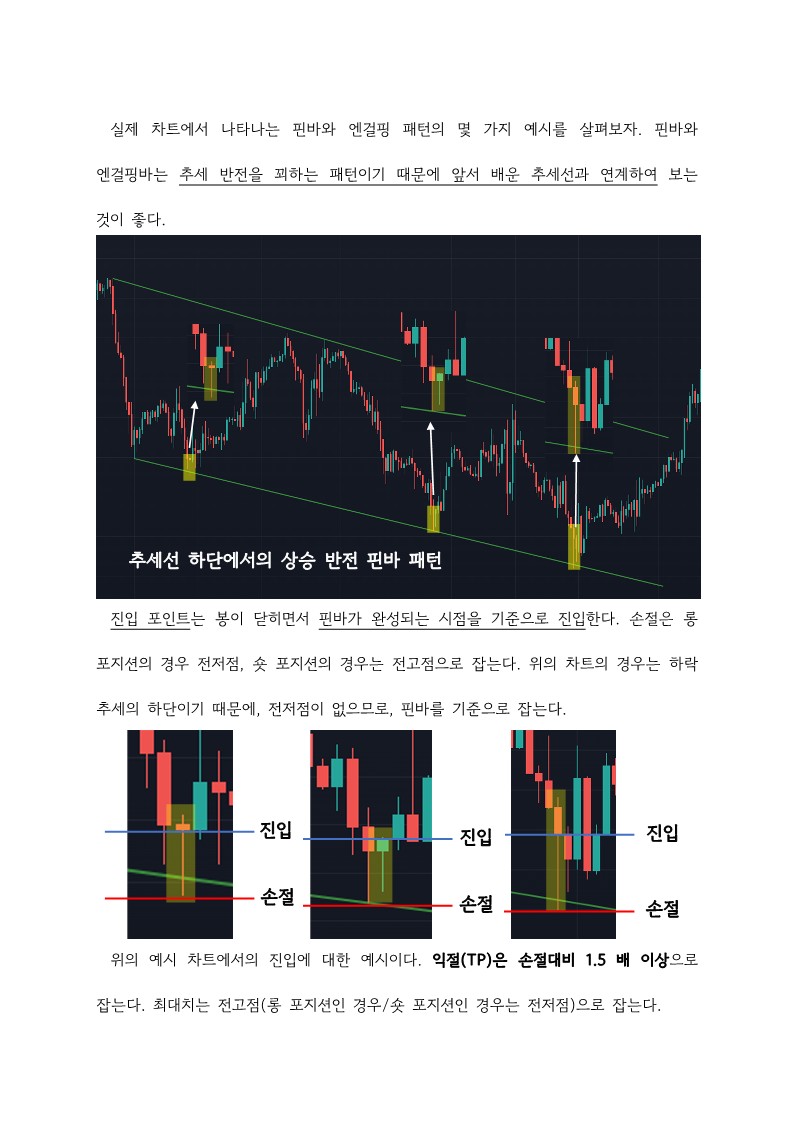 실제 차트에서 나타나는 핀바와 엔걸핑 패턴의 몇 가지 예시를 살펴보자. 핀바와
엔걸핑바는 추세 반전을 꾀하는 패턴이기 때문에 앞서 배운 추세선과 연계하여 보는
것이 좋다.
추세선 하단에서의 상승 반전 핀바 패턴
진입 포인트는 봉이 닫히면서 핀바가 완성되는 시점을 기준으로 진입한다. 손절은 롱
포지션의 경우 전저점, 숏 포지션의 경우는 전고점으로 잡는다. 위의 차트의 경우는 하락
추세의 하단이기 때문에, 전저점이 없으므로, 핀바를 기준으로 잡는다.
진입 진입 진입
손절 손절 손절
위의 예시 차트에서의 진입에 대한 예시이다. 익절(TP)은 손절대비 1.5 배 이상으로
잡는다. 최대치는 전고점(롱 포지션인 경우/숏 포지션인 경우는 전저점)으로 잡는다.